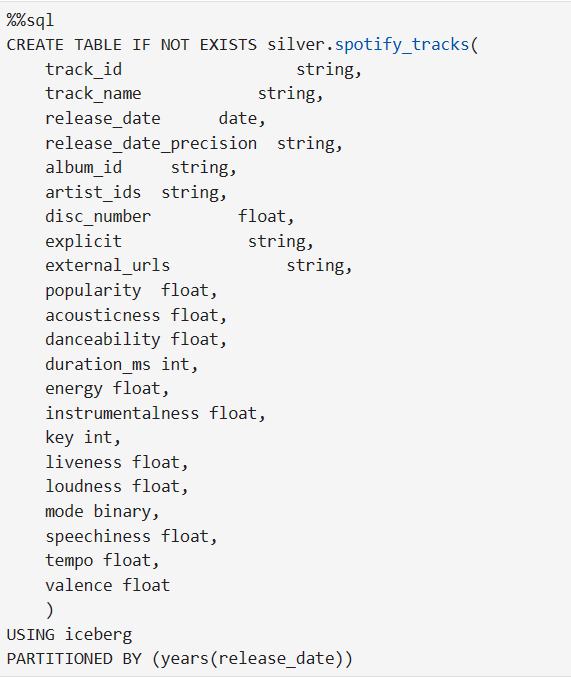 %%sql
CREATE TABLE IF NOT EXISTS silver.spotify_tracks(
    track_id                  string,
    track_name            string,
    release_date      date,
    release_date_precision  string,
    album_id     string,
    artist_ids  string,
    disc_number         float,
    explicit             string,
    external_urls            string,
    popularity  float,
    acousticness float,
    danceability float,
    duration_ms int,
    energy float,
    instrumentalness float,
    key int,
    liveness float,
    loudness float,
    mode binary,
    speechiness float,
    tempo float,
    valence float
    )
USING iceberg
PARTITIONED BY (years(release_date))